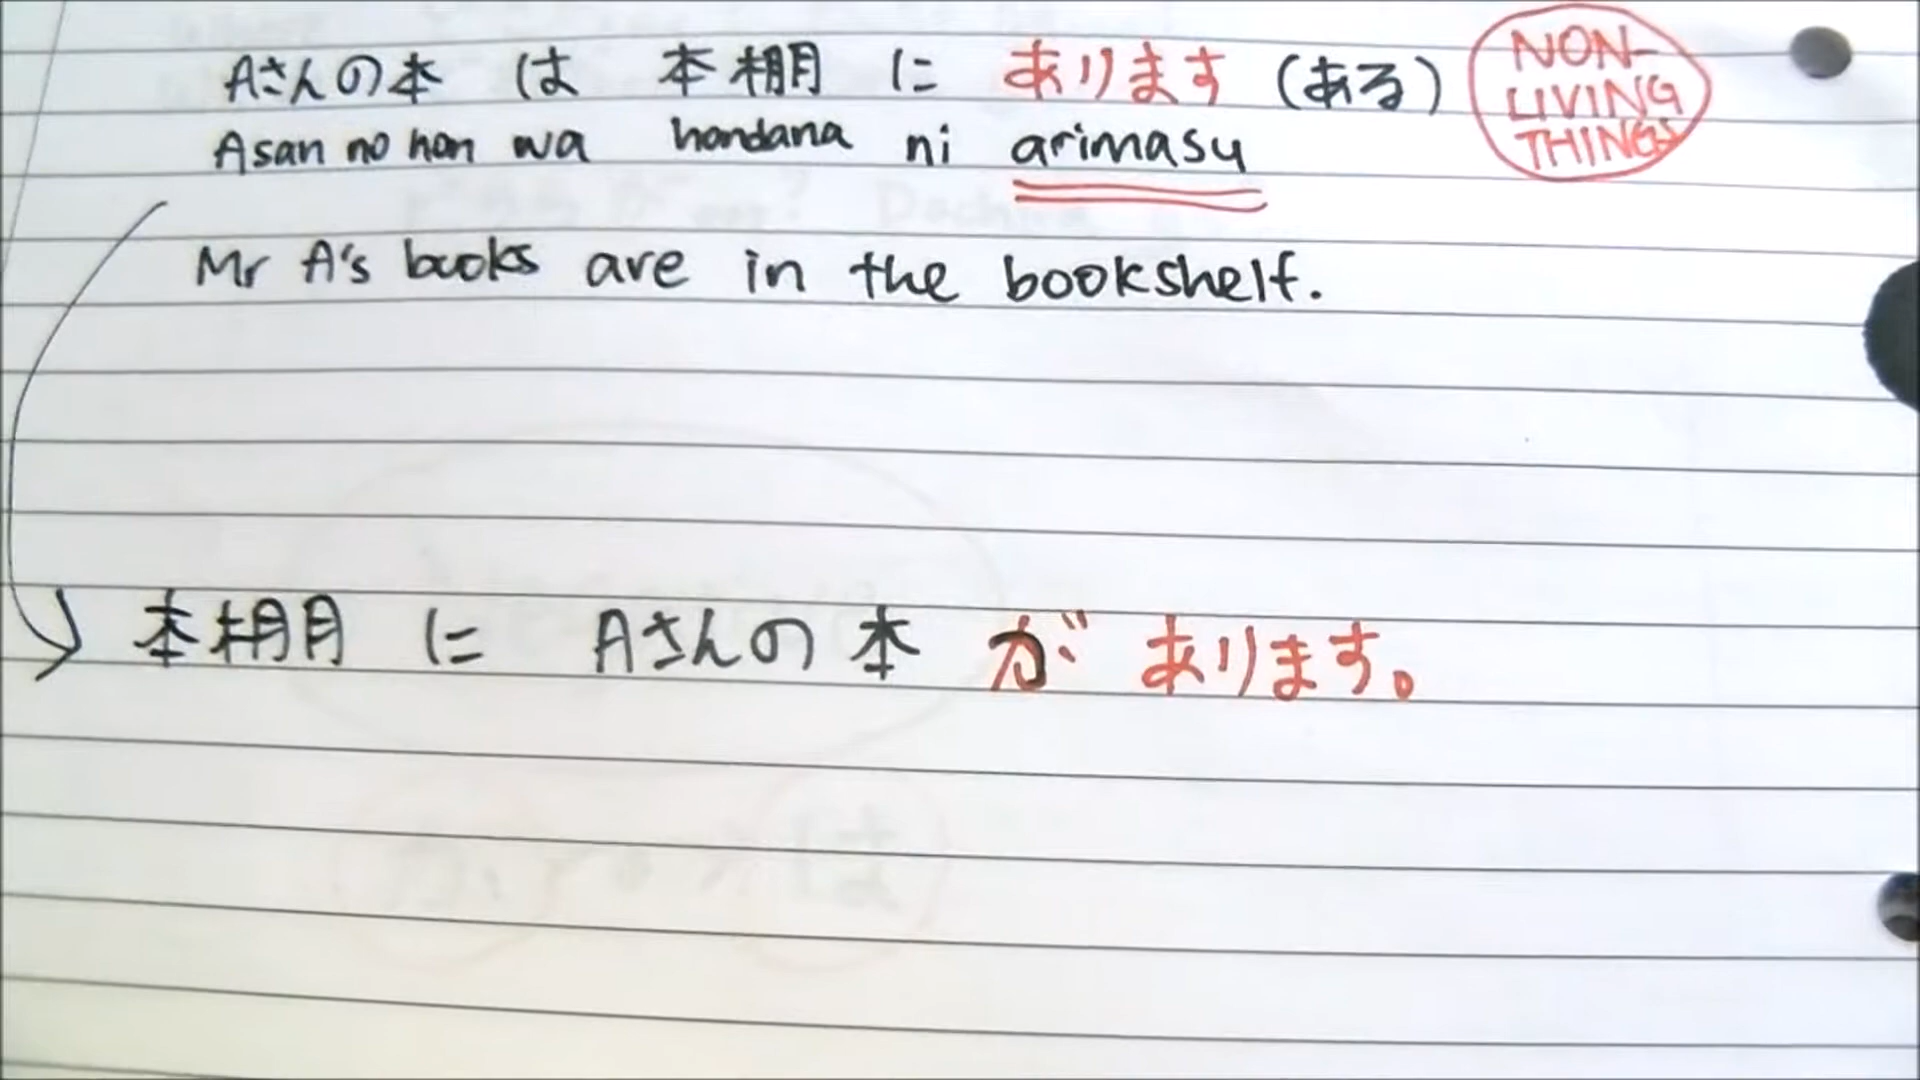 Aさんの本 は 本棚 に あります (ある)
NON-
LIVING
THINGS
Asan no hon wa hondana ni arimasu
Mr A's books are in the bookshelf.
本棚 に Aさんの 本 が あります。